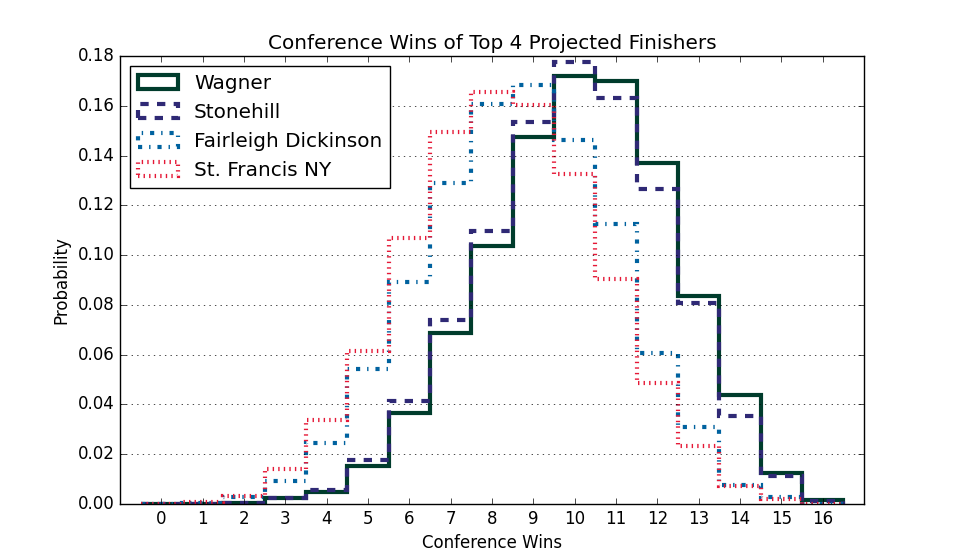 Conference Wins of Top 4 Projected Finishers
0.18
0.16
0.14
0.12
0.10
0.08
0.06
0.04
0.02
0.00
Probability
Wagner
Stonehill
Fairleigh Dickinson
St. Francis NY
0 1 2 3 4 5 6 7 8 9 10 11 12 13 14 15 16
Conference Wins